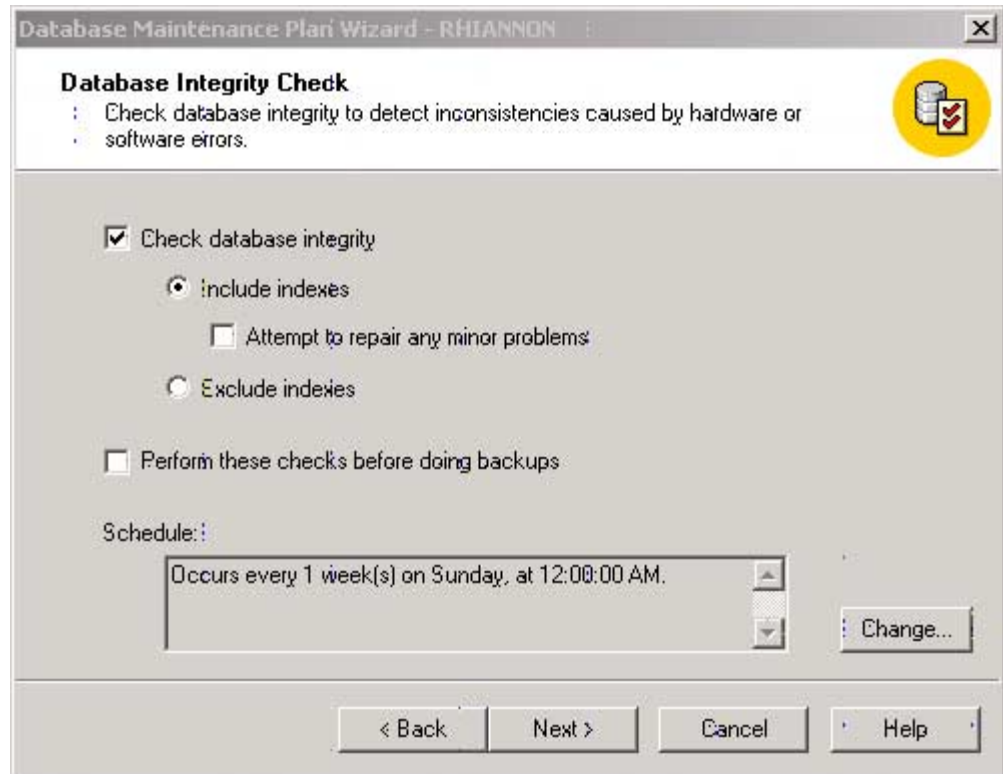 Database Maintenance Plan Wizard - RHIANNON
Database Integrity Check
Check database integrity to detect inconsistencies caused by hardware or
software errors.
Check database integrity
Include indexes
Attempt to repair any minor problems
Exclude indexes
Perform these checks before doing backups
Schedule:
Occurs every 1 week(s) on Sunday, at 12:00:00 AM.
Change...
< Back
Next >
Cancel
Help